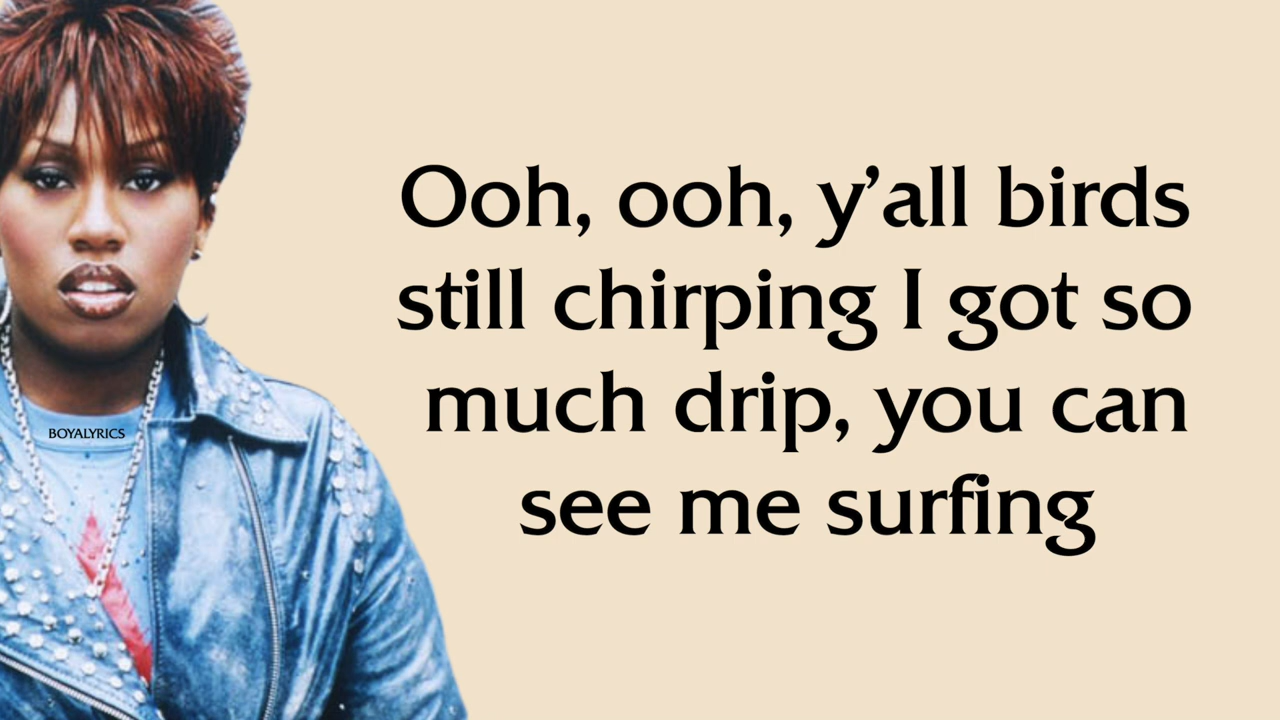 Ooh, ooh, y’all birds
still chirping I got so
much drip, you can
see me surfing
BOYALYRICS